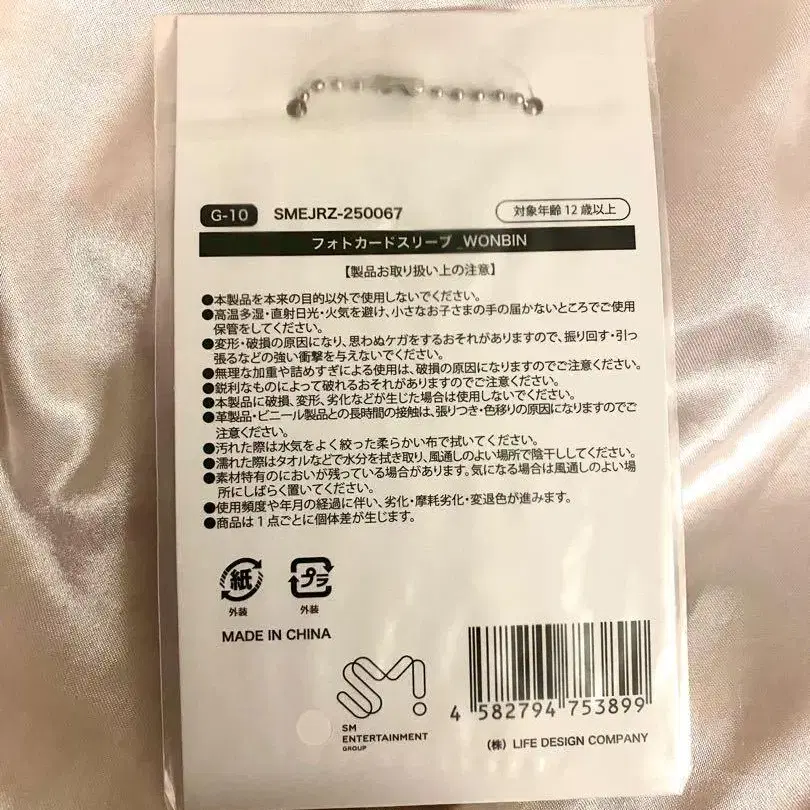 G-10 SMEJRZ-250067 対象年齢12歳以上
フォトカードスリーブ_WONBIN
【製品お取り扱い上の注意】
●本製品を本来の目的以外で使用しないでください。
●高温多湿・直射日光・火気を避け、小さなお子さまの手の届かないところでご使用
保管をしてください。
●変形・破損の原因になり、思わぬケガをするおそれがありますので、振り回す・引っ
張るなどの強い衝撃を与えないでください。
●無理な加重や詰めすぎによる使用は、破損の原因になりますのでご注意ください。
●鋭利なものによって破れるおそれがありますのでご注意ください。
●本製品に破損、変形、劣化などが生じた場合は使用しないでください。
●革製品・ビニール製品との長時間の接触は、張りつき・色移りの原因になりますのでご
注意ください。
●汚れた際は水気をよく絞った柔らかい布で拭いてください。
●濡れた際はタオルなどで水分を拭き取り、風通しのよい場所で陰干ししてください。
●素材特有のにおいが残っている場合があります。気になる場合は風通しのよい場
所にしばらく置いてください。
●使用頻度や年月の経過に伴い、劣化・摩耗劣化・変退色が進みます。
●商品は1点ごとに個体差が生じます。
紙 プラ
外装 外装
MADE IN CHINA
SM
ENTERTAINMENT
GROUP
4 582794 753899
(株) LIFE DESIGN COMPANY